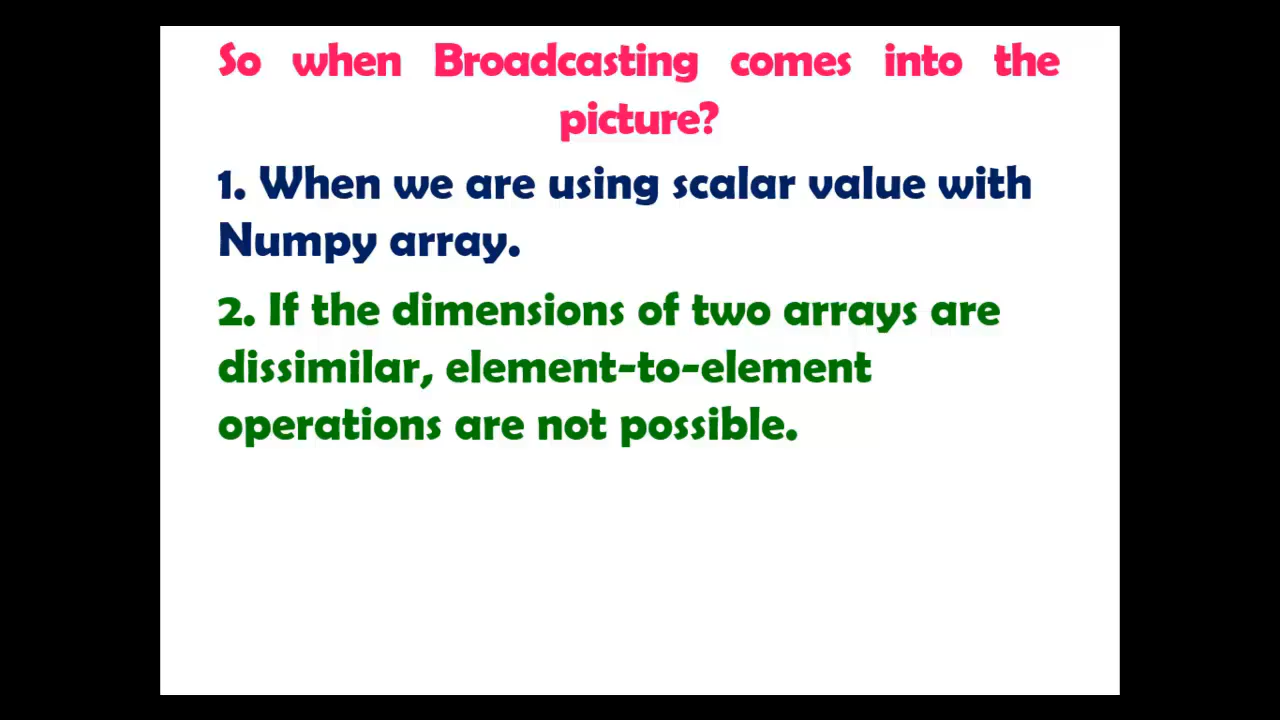 So when Broadcasting comes into the
picture?
1. When we are using scalar value with
Numpy array.
2. If the dimensions of two arrays are
dissimilar, element-to-element
operations are not possible.